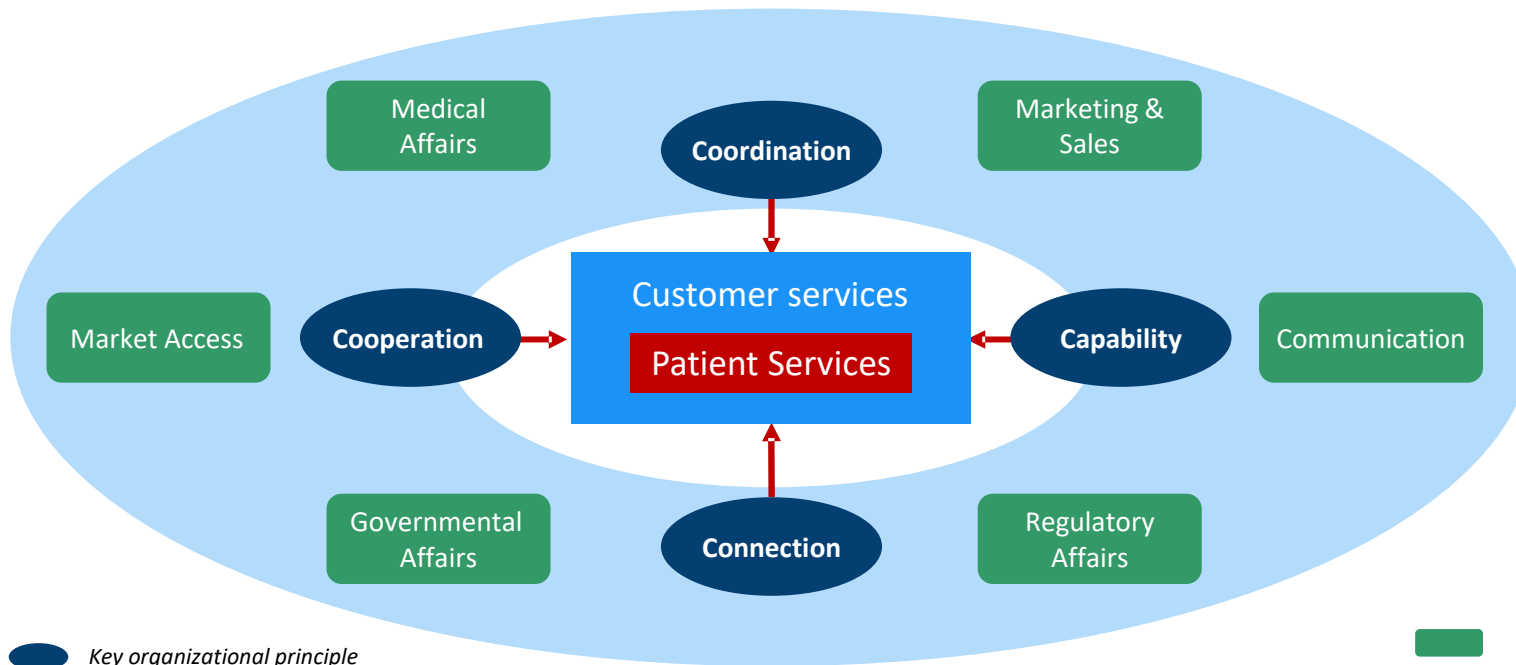 Medical
Affairs
Marketing &
Sales
Coordination
Customer services
Market Access
Cooperation
Capability
Communication
Patient Services
Governmental
Affairs
Connection
Regulatory
Affairs
Key organizational principle